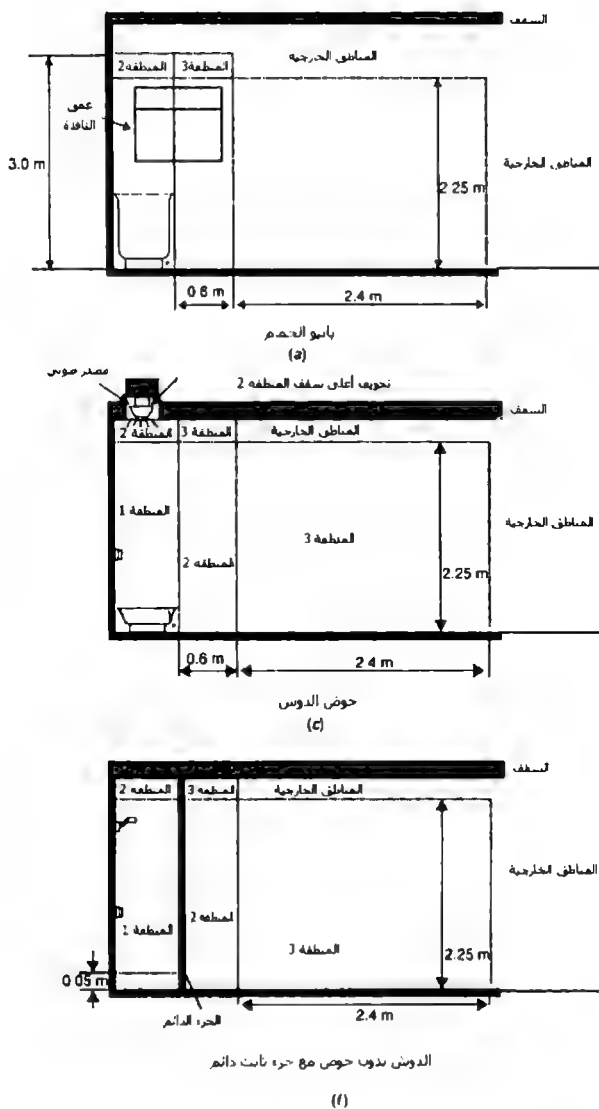 السقف
المناطق الخارجية
المنطقة 2
المنطقة 3
عمق
النافذة
3.0 m
2.25 m
المناطق الخارجية
0.6 m
2.4 m
بانيو الحمام
(a)
مصدر ضوئي
تجويف أعلى سقف المنطقة 2
السقف
المنطقة 2
المنطقة 3
المناطق الخارجية
المنطقة 1
المنطقة 3
المنطقة 2
المناطق الخارجية
2.25 m
0.6 m
2.4 m
حوض الدوش
(c)
السقف
المنطقة 2
المنطقة 3
المناطق الخارجية
المناطق الخارجية
المنطقة 2
المنطقة 1
المنطقة 3
2.25 m
0.05 m
الجزء الدائم
2.4 m
الدوش بدون حوض مع جزء ثابت دائم
(f)